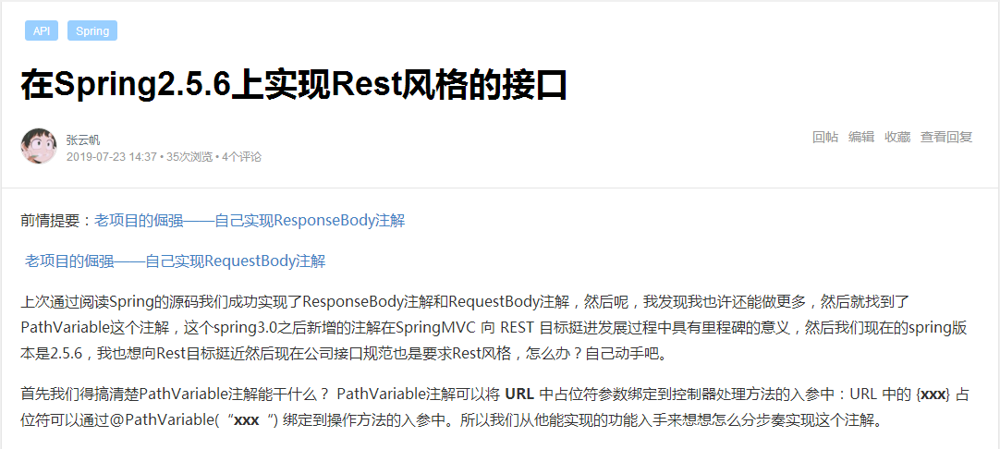 API Spring
在Spring2.5.6上实现Rest风格的接口
张云帆
回帖 编辑 收藏 查看回复
2019-07-23 14:37 • 35次浏览 • 4个评论
前情提要：老项目的倔强——自己实现ResponseBody注解
老项目的倔强——自己实现RequestBody注解
上次通过阅读Spring的源码我们成功实现了ResponseBody注解和RequestBody注解，然后呢，我发现我也许还能做更多，然后就找到了
PathVariable这个注解，这个spring3.0之后新增的注解在SpringMVC 向 REST 目标挺进发展过程中具有里程碑的意义，然后我们现在的spring版
本是2.5.6，我也想向Rest目标挺近然后现在公司接口规范也是要求Rest风格，怎么办？自己动手吧。
首先我们得搞清楚PathVariable注解能干什么？ PathVariable注解可以将 URL 中占位符参数绑定到控制器处理方法的入参中：URL 中的 {xxx} 占
位符可以通过@PathVariable(“xxx“) 绑定到操作方法的入参中。所以我们从他能实现的功能入手来想想怎么分步奏实现这个注解。